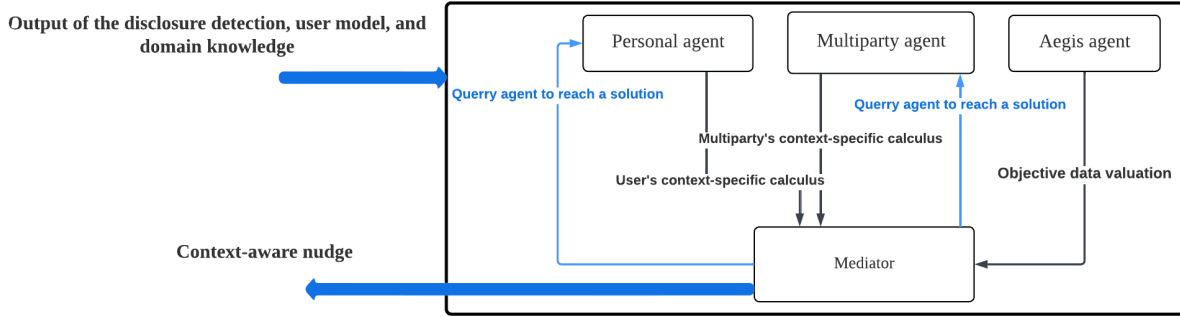 Output of the disclosure detection, user model, and
domain knowledge
Personal agent
Multiparty agent
Aegis agent
Querry agent to reach a solution
Querry agent to reach a solution
Multiparty's context-specific calculus
User's context-specific calculus
Objective data valuation
Context-aware nudge
Mediator